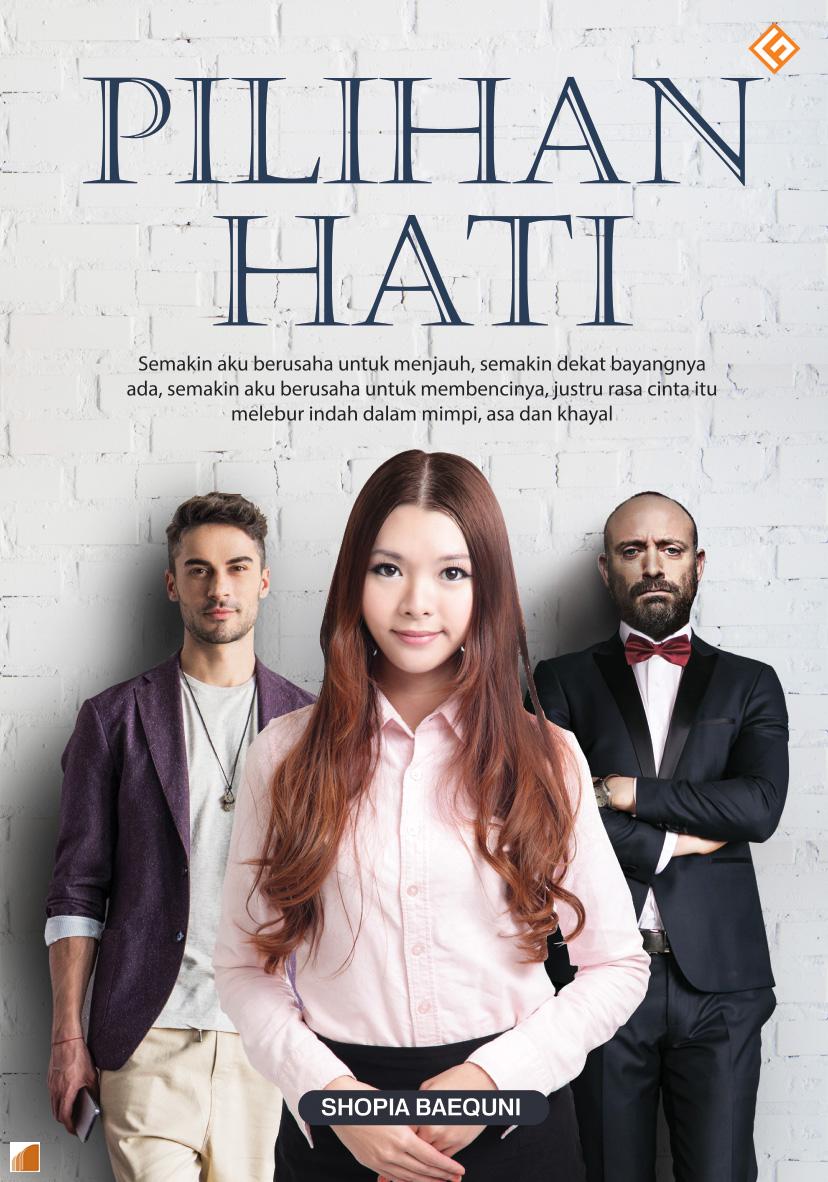 PILIHAN
HATI
Semakin aku berusaha untuk menjauh, semakin dekat bayangnya
ada, semakin aku berusaha untuk membencinya, justru rasa cinta itu
melebur indah dalam mimpi, asa dan khayal
SHOPIA BAEQUNI